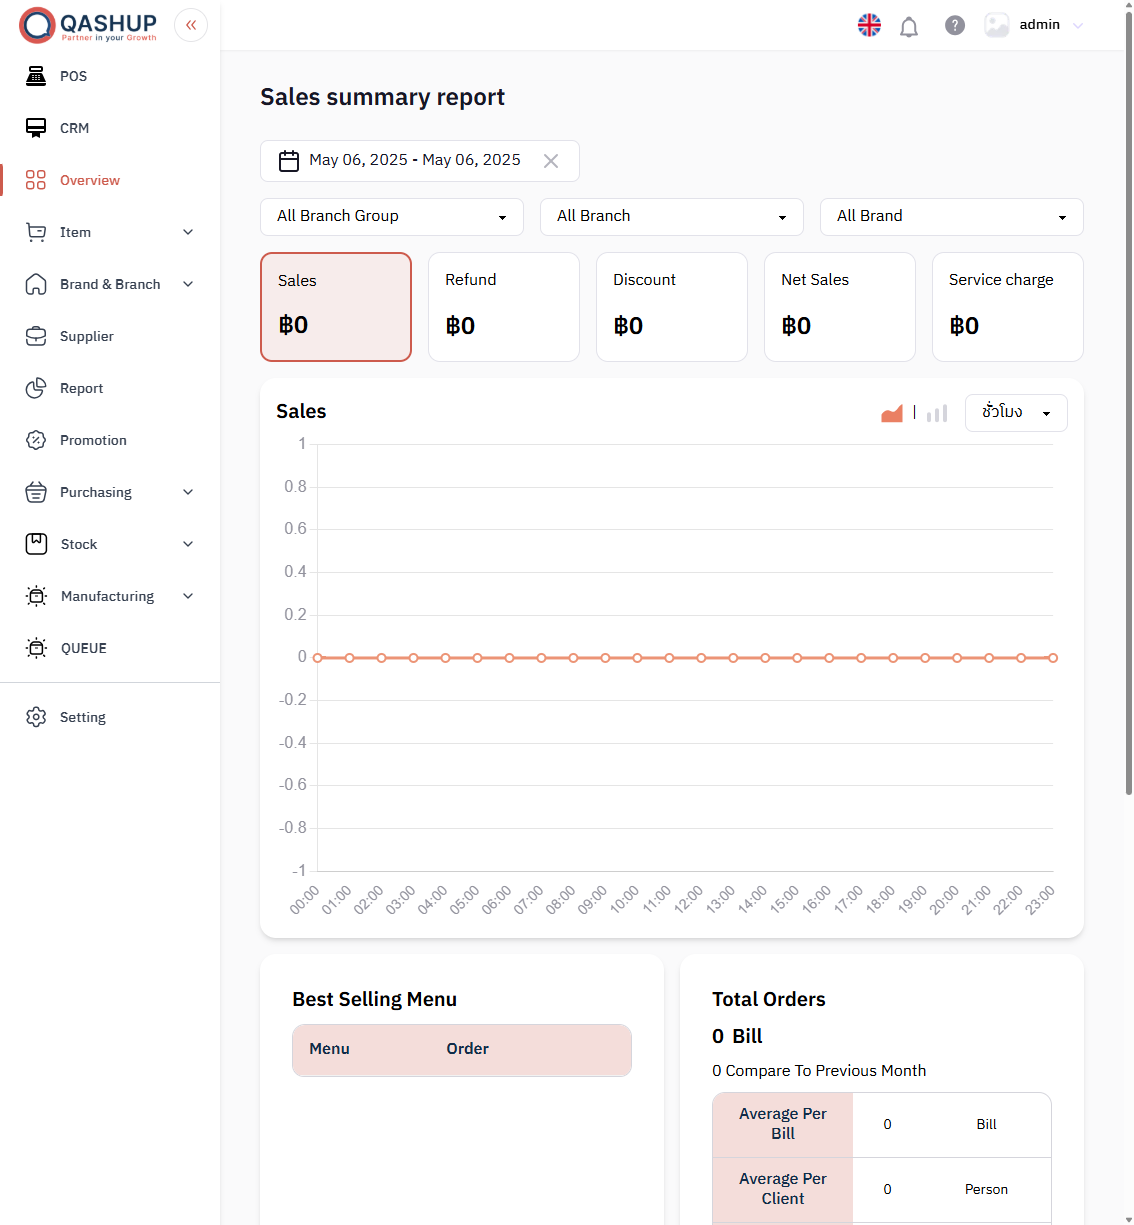 QASHUP
Partner in your Growth
admin
POS
CRM
Overview
Item
Brand & Branch
Supplier
Report
Promotion
Purchasing
Stock
Manufacturing
QUEUE
Setting
Sales summary report
May 06, 2025 - May 06, 2025
All Branch Group
All Branch
All Brand
Sales
฿0
Refund
฿0
Discount
฿0
Net Sales
฿0
Service charge
฿0
Sales
ชั่วโมง
1
0.8
0.6
0.4
0.2
0
-0.2
-0.4
-0.6
-0.8
-1
00:00 01:00 02:00 03:00 04:00 05:00 06:00 07:00 08:00 09:00 10:00 11:00 12:00 13:00 14:00 15:00 16:00 17:00 18:00 19:00 20:00 21:00 22:00 23:00
Best Selling Menu
Menu Order
Total Orders
0 Bill
0 Compare To Previous Month
Average Per
Bill
0 Bill
Average Per
Client
0 Person